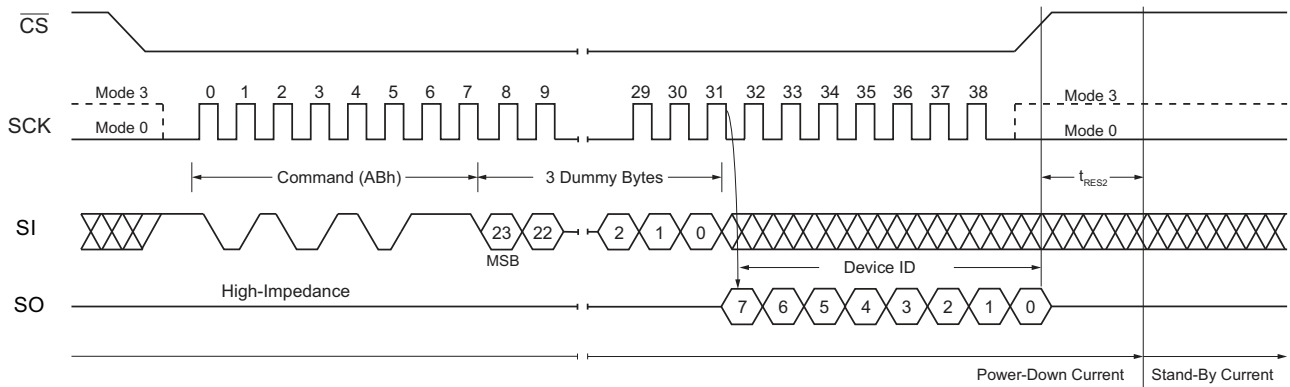 CS
0 1 2 3 4 5 6 7 8 9 29 30 31 32 33 34 35 36 37 38
Mode 3 Mode 3
SCK
Mode 0 Mode 0
Command (ABh) 3 Dummy Bytes tRES2
SI 23 22 2 1 0
MSB
Device ID
High-Impedance
SO 7 6 5 4 3 2 1 0
Power-Down Current Stand-By Current